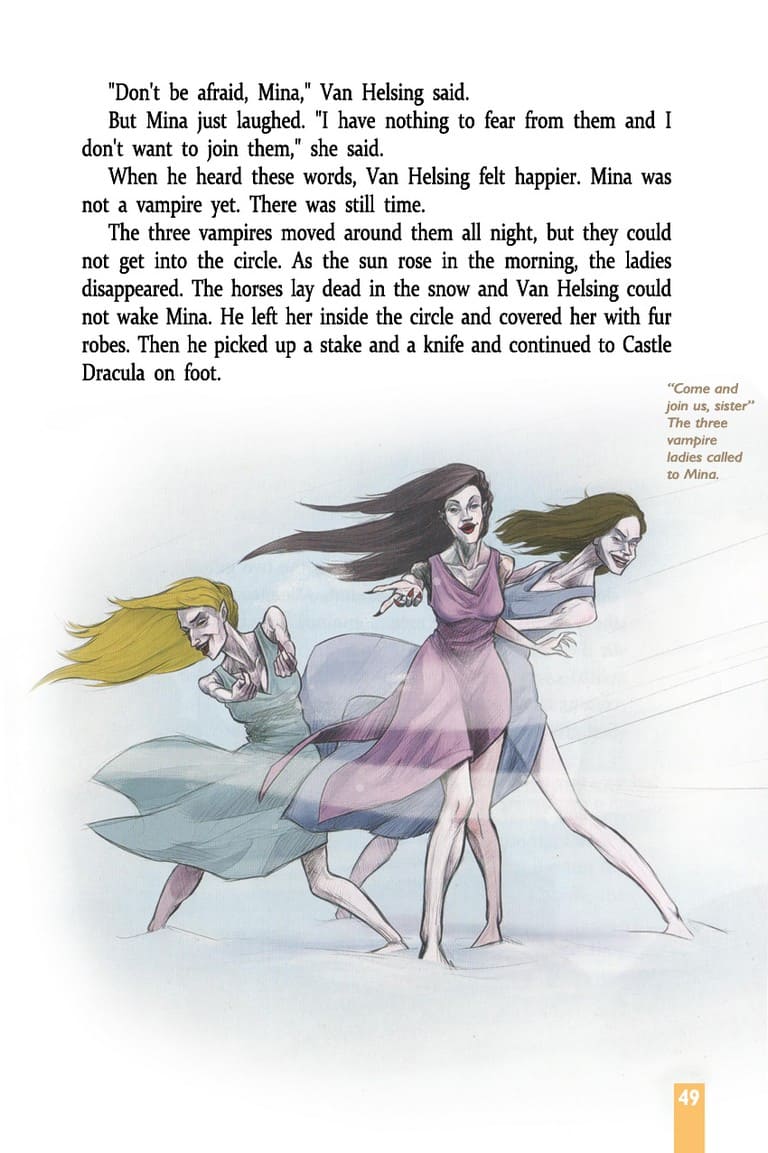 "Don't be afraid, Mina," Van Helsing said.
But Mina just laughed. "I have nothing to fear from them and I
don't want to join them," she said.
When he heard these words, Van Helsing felt happier. Mina was
not a vampire yet. There was still time.
The three vampires moved around them all night, but they could
not get into the circle. As the sun rose in the morning, the ladies
disappeared. The horses lay dead in the snow and Van Helsing could
not wake Mina. He left her inside the circle and covered her with fur
robes. Then he picked up a stake and a knife and continued to Castle
Dracula on foot.
“Come and
join us, sister”
The three
vampire
ladies called
to Mina.
49